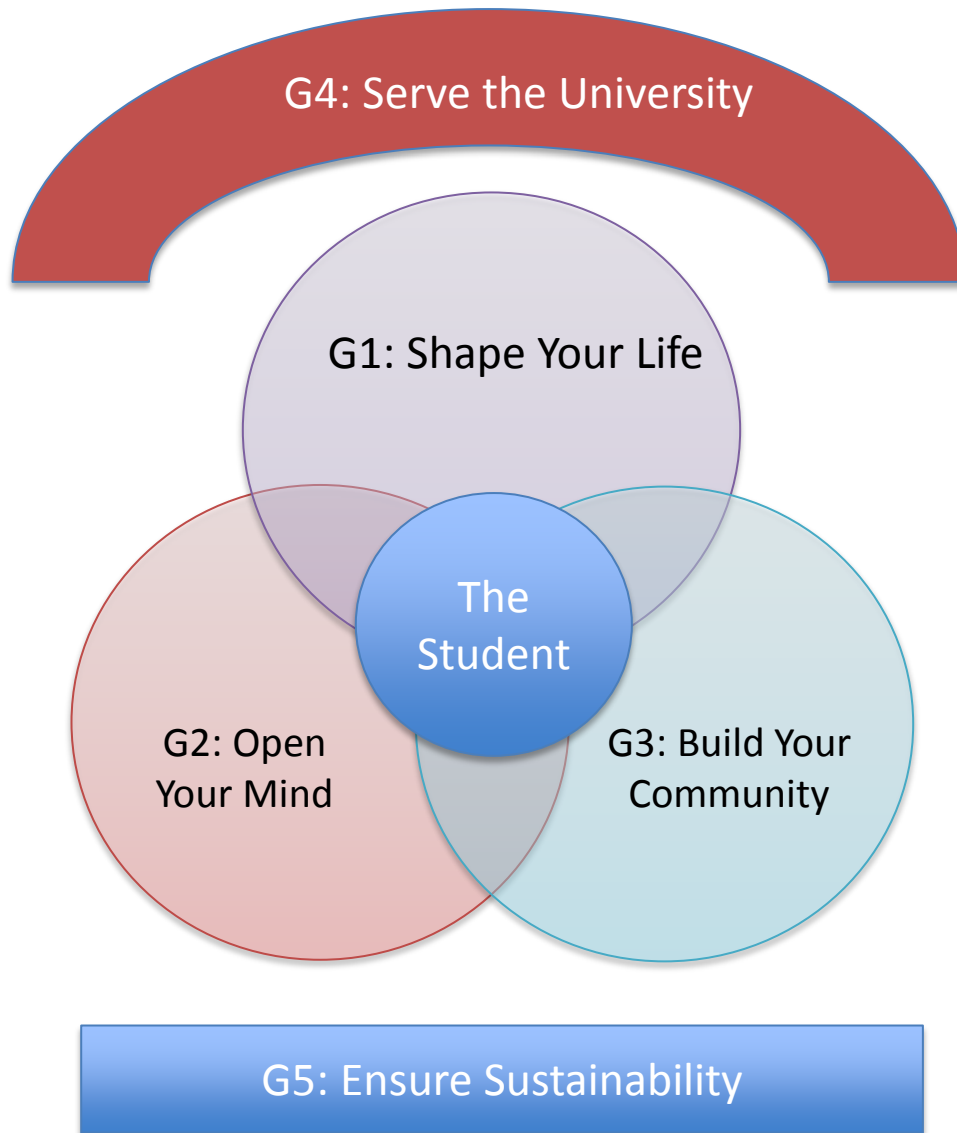 G4: Serve the University
G1: Shape Your Life
The
Student
G2: Open
Your Mind
G3: Build Your
Community
G5: Ensure Sustainability